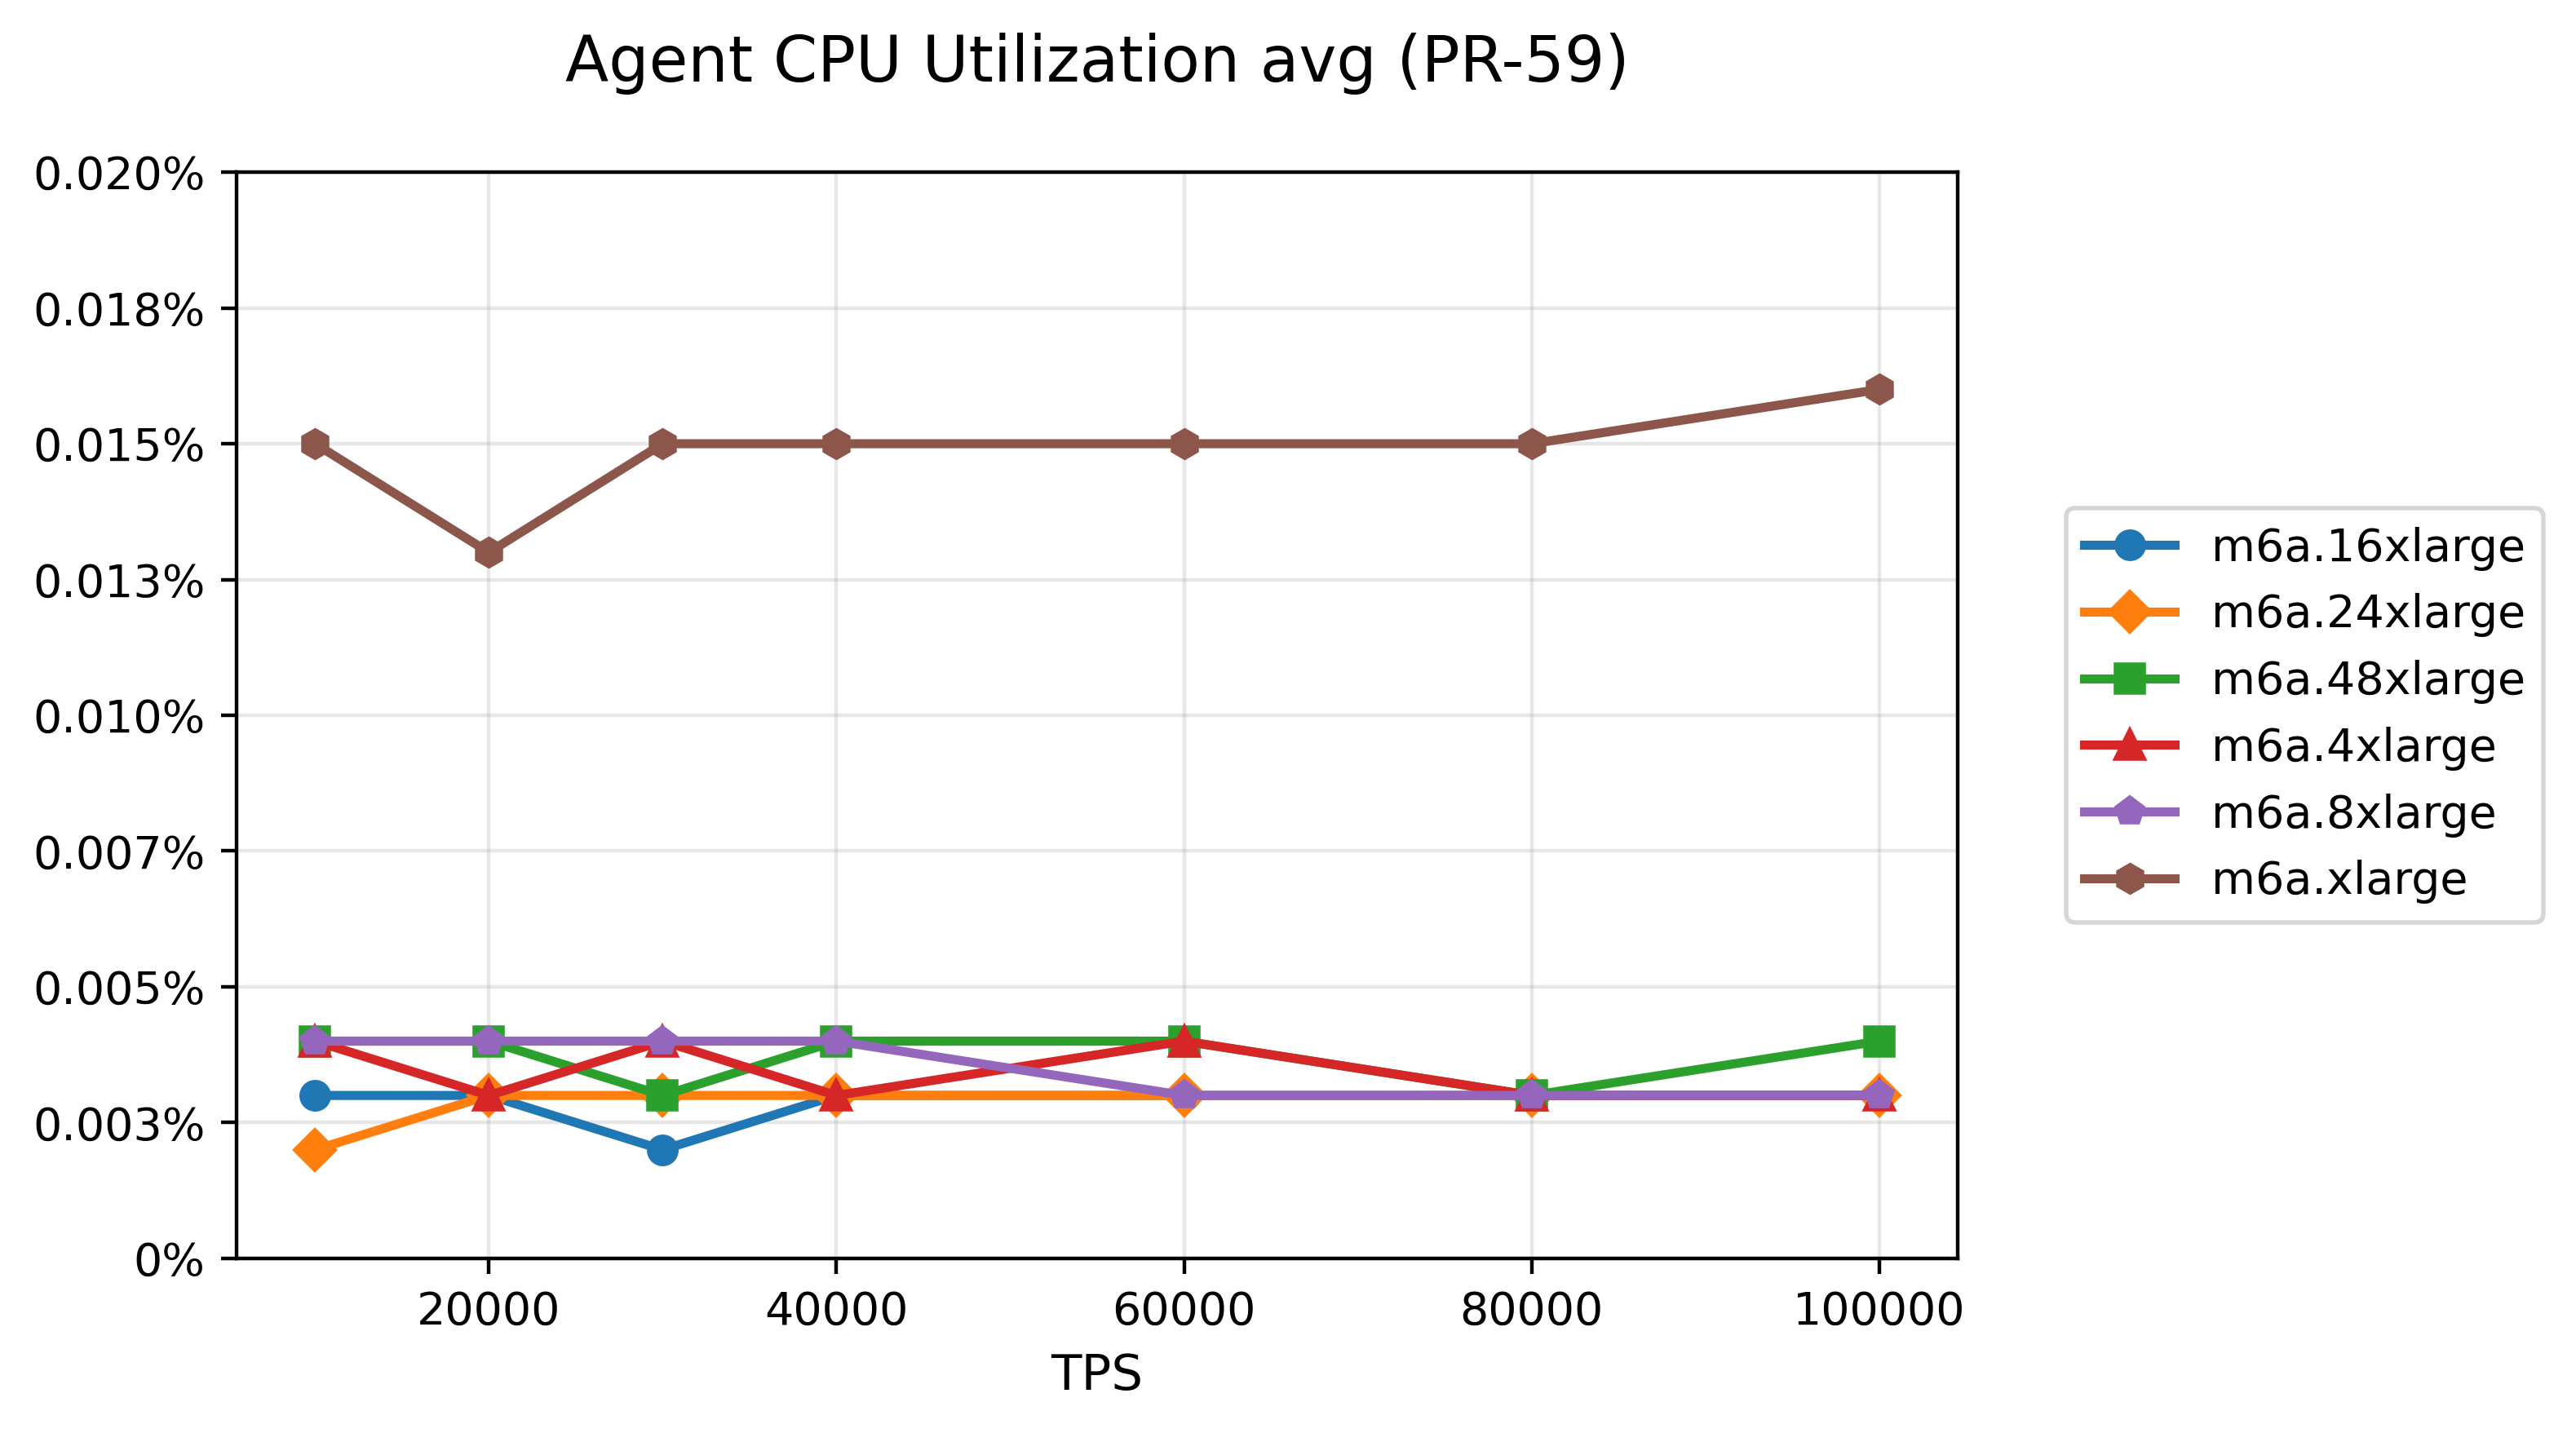 Agent CPU Utilization avg (PR-59)
0.020%
0.018%
0.015%
0.013%
0.010%
0.007%
0.005%
0.003%
0%
20000
40000
60000
80000
100000
TPS
m6a.16xlarge
m6a.24xlarge
m6a.48xlarge
m6a.4xlarge
m6a.8xlarge
m6a.xlarge